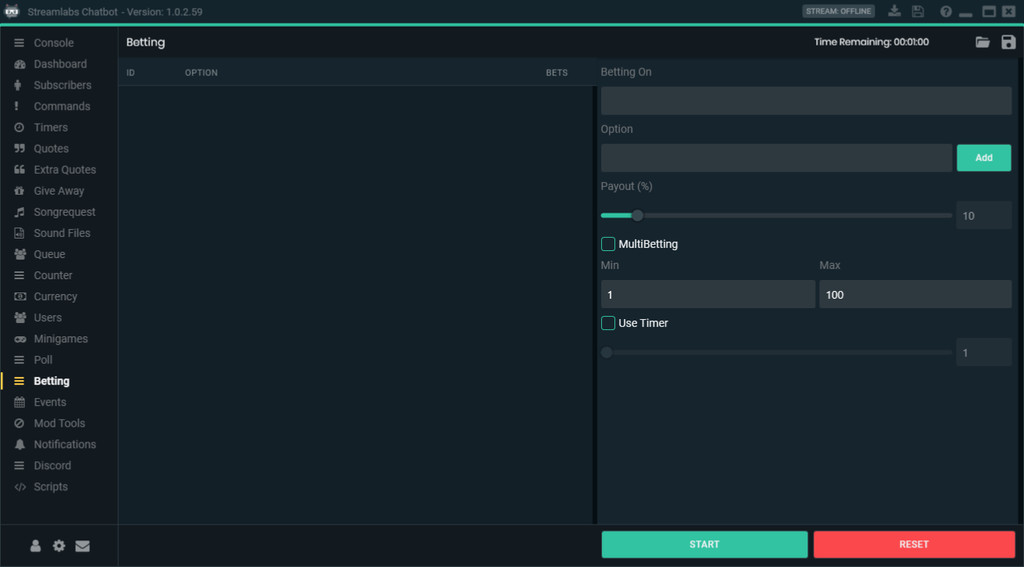 Streamlabs Chatbot - Version: 1.0.2.59
STREAM: OFFLINE
Console
Dashboard
Subscribers
Commands
Timers
Quotes
Extra Quotes
Give Away
Songrequest
Sound Files
Queue
Counter
Currency
Users
Minigames
Poll
Betting
Events
Mod Tools
Notifications
Discord
Scripts
Betting
Time Remaining: 00:01:00
ID OPTION BETS
Betting On
Option
Add
Payout (%)
10
MultiBetting
Min Max
1 100
Use Timer
1
START RESET